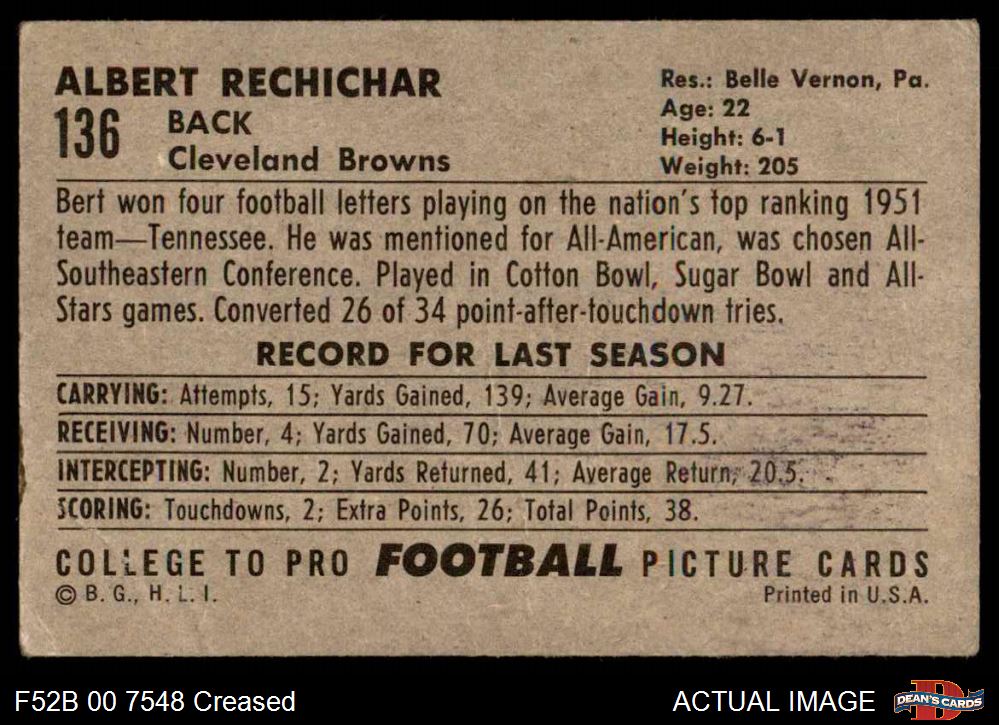 ALBERT RECHICHAR
136
BACK
Cleveland Browns
Res.: Belle Vernon, Pa.
Age: 22
Height: 6-1
Weight: 205
Bert won four football letters playing on the nation's top ranking 1951
team—Tennessee. He was mentioned for All-American, was chosen All-
Southeastern Conference. Played in Cotton Bowl, Sugar Bowl and All-
Stars games. Converted 26 of 34 point-after-touchdown tries.
RECORD FOR LAST SEASON
CARRYING: Attempts, 15; Yards Gained, 139; Average Gain, 9.27.
RECEIVING: Number, 4; Yards Gained, 70; Average Gain, 17.5.
INTERCEPTING: Number, 2; Yards Returned, 41; Average Return, 20.5.
SCORING: Touchdowns, 2; Extra Points, 26; Total Points, 38.
COLLEGE TO PRO FOOTBALL PICTURE CARDS
© B. G., H. L. I.
Printed in U.S.A.
F52B 00 7548 Creased
ACTUAL IMAGE
D
DEAN'S CARDS